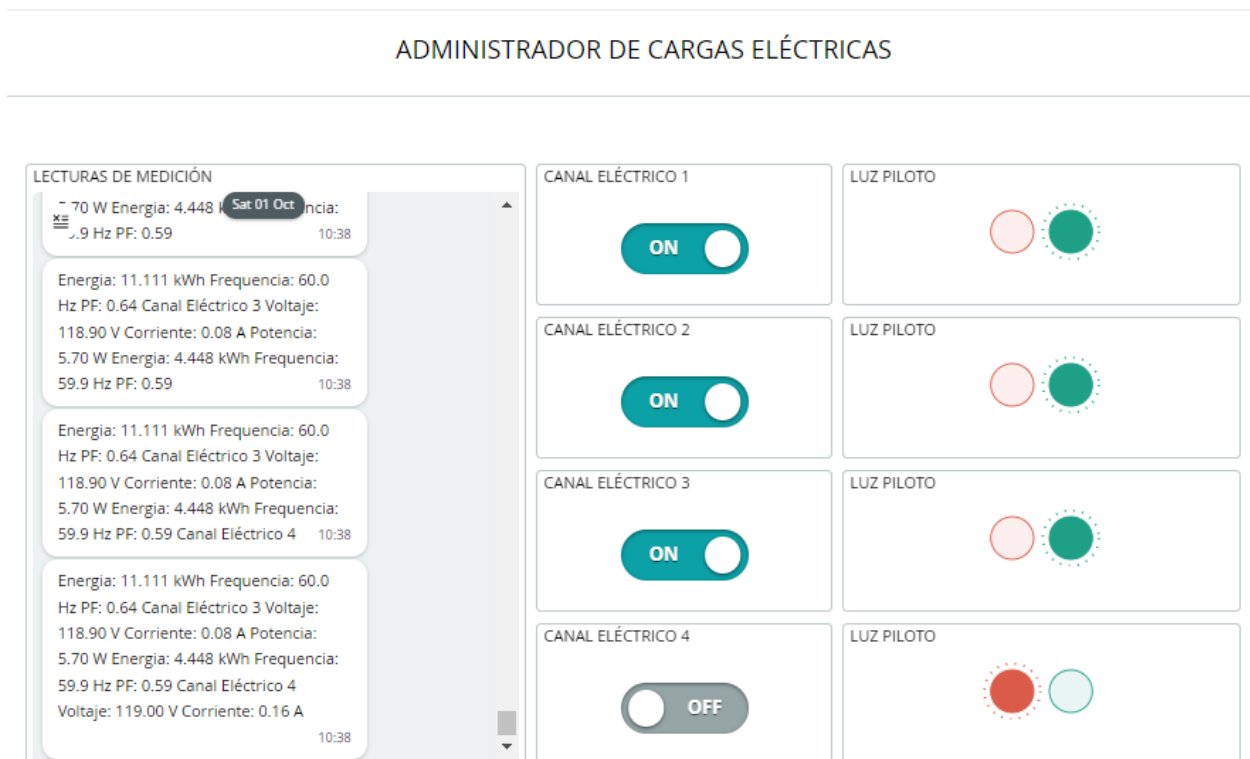 ADMINISTRADOR DE CARGAS ELÉCTRICAS
LECTURAS DE MEDICIÓN
70 W Energia: 4.448
Sat 01 Oct
ncia:
.9 Hz PF: 0.59
10:38
Energia: 11.111 kWh Frequencia: 60.0
Hz PF: 0.64 Canal Eléctrico 3 Voltaje:
118.90 V Corriente: 0.08 A Potencia:
5.70 W Energia: 4.448 kWh Frequencia:
59.9 Hz PF: 0.59
10:38
Energia: 11.111 kWh Frequencia: 60.0
Hz PF: 0.64 Canal Eléctrico 3 Voltaje:
118.90 V Corriente: 0.08 A Potencia:
5.70 W Energia: 4.448 kWh Frequencia:
59.9 Hz PF: 0.59 Canal Eléctrico 4
10:38
Energia: 11.111 kWh Frequencia: 60.0
Hz PF: 0.64 Canal Eléctrico 3 Voltaje:
118.90 V Corriente: 0.08 A Potencia:
5.70 W Energia: 4.448 kWh Frequencia:
59.9 Hz PF: 0.59 Canal Eléctrico 4
Voltaje: 119.00 V Corriente: 0.16 A
10:38
CANAL ELÉCTRICO 1
ON
LUZ PILOTO
CANAL ELÉCTRICO 2
ON
LUZ PILOTO
CANAL ELÉCTRICO 3
ON
LUZ PILOTO
CANAL ELÉCTRICO 4
OFF
LUZ PILOTO